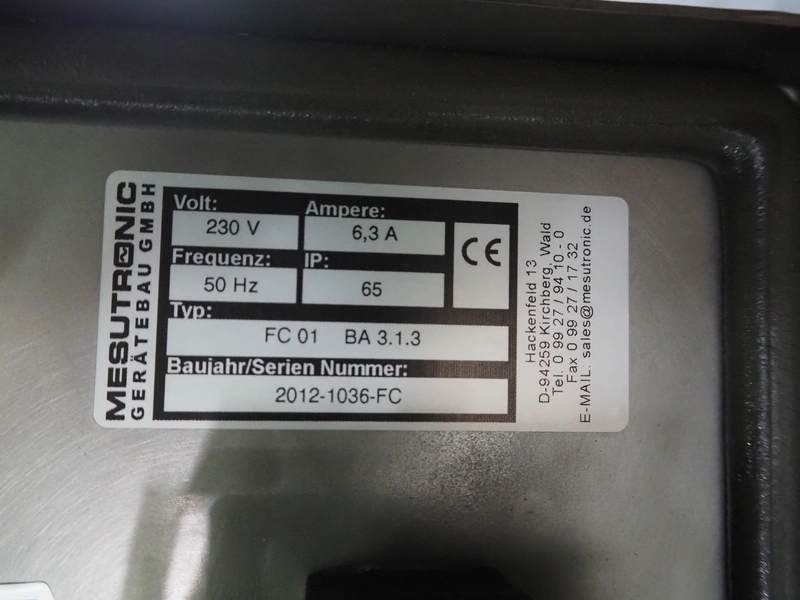 MESUTRONIC
GERÄTEBAU GMBH
Volt:
230 V
Ampere:
6,3 A
Frequenz:
50 Hz
IP:
65
CE
Typ:
FC 01 BA 3.1.3
Baujahr/Serien Nummer:
2012-1036-FC
Hackenfeld 13
D-94259 Kirchberg, Wald
Tel. 0 99 27 / 94 10 - 0
Fax 0 99 27 / 17 32
E-MAIL. sales@mesutronic.de